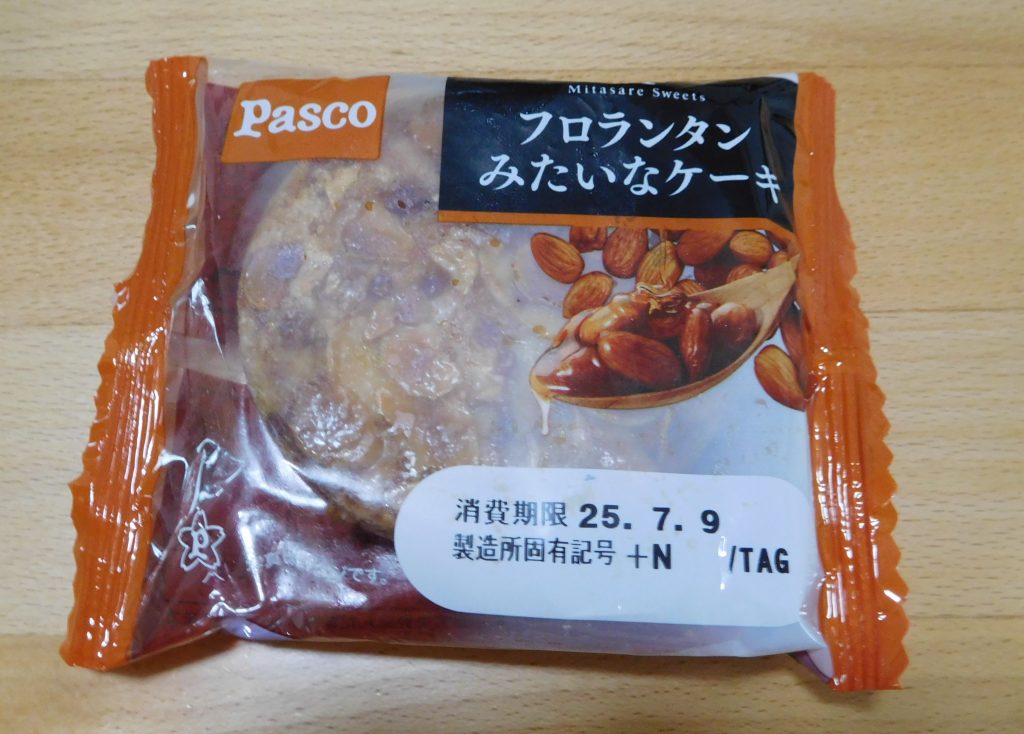 Pasco
Mitasare Sweets
フロランタン
みたいなケーキ
消費期限 25. 7. 9
製造所固有記号 +N /TAG